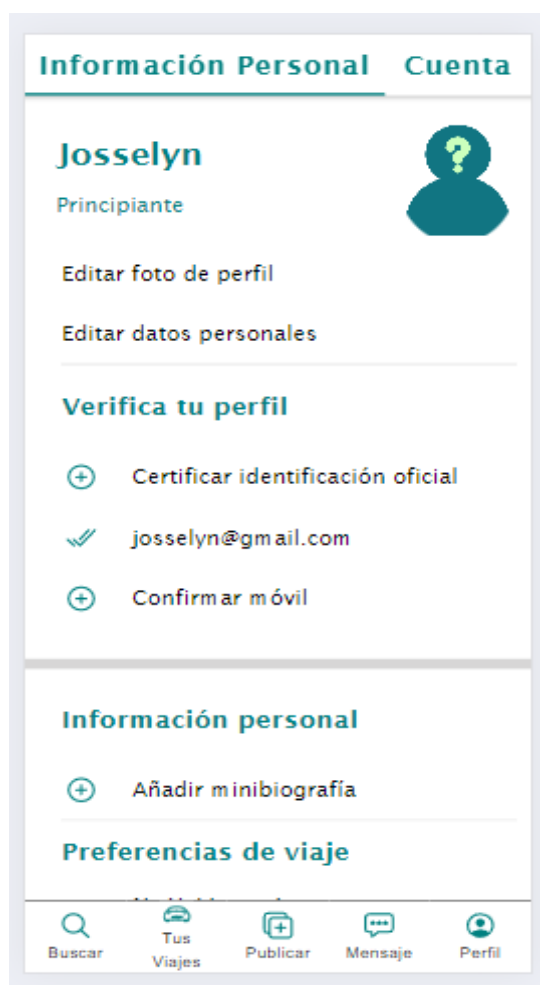 Información Personal Cuenta
Josselyn
?
Principiante
Editar foto de perfil
Editar datos personales
Verifica tu perfil
Certificar identificación oficial
josselyn@gmail.com
Confirmar móvil
Información personal
Añadir minibiografía
Preferencias de viaje
Buscar
Tus
Viajes
Publicar
Mensaje
Perfil